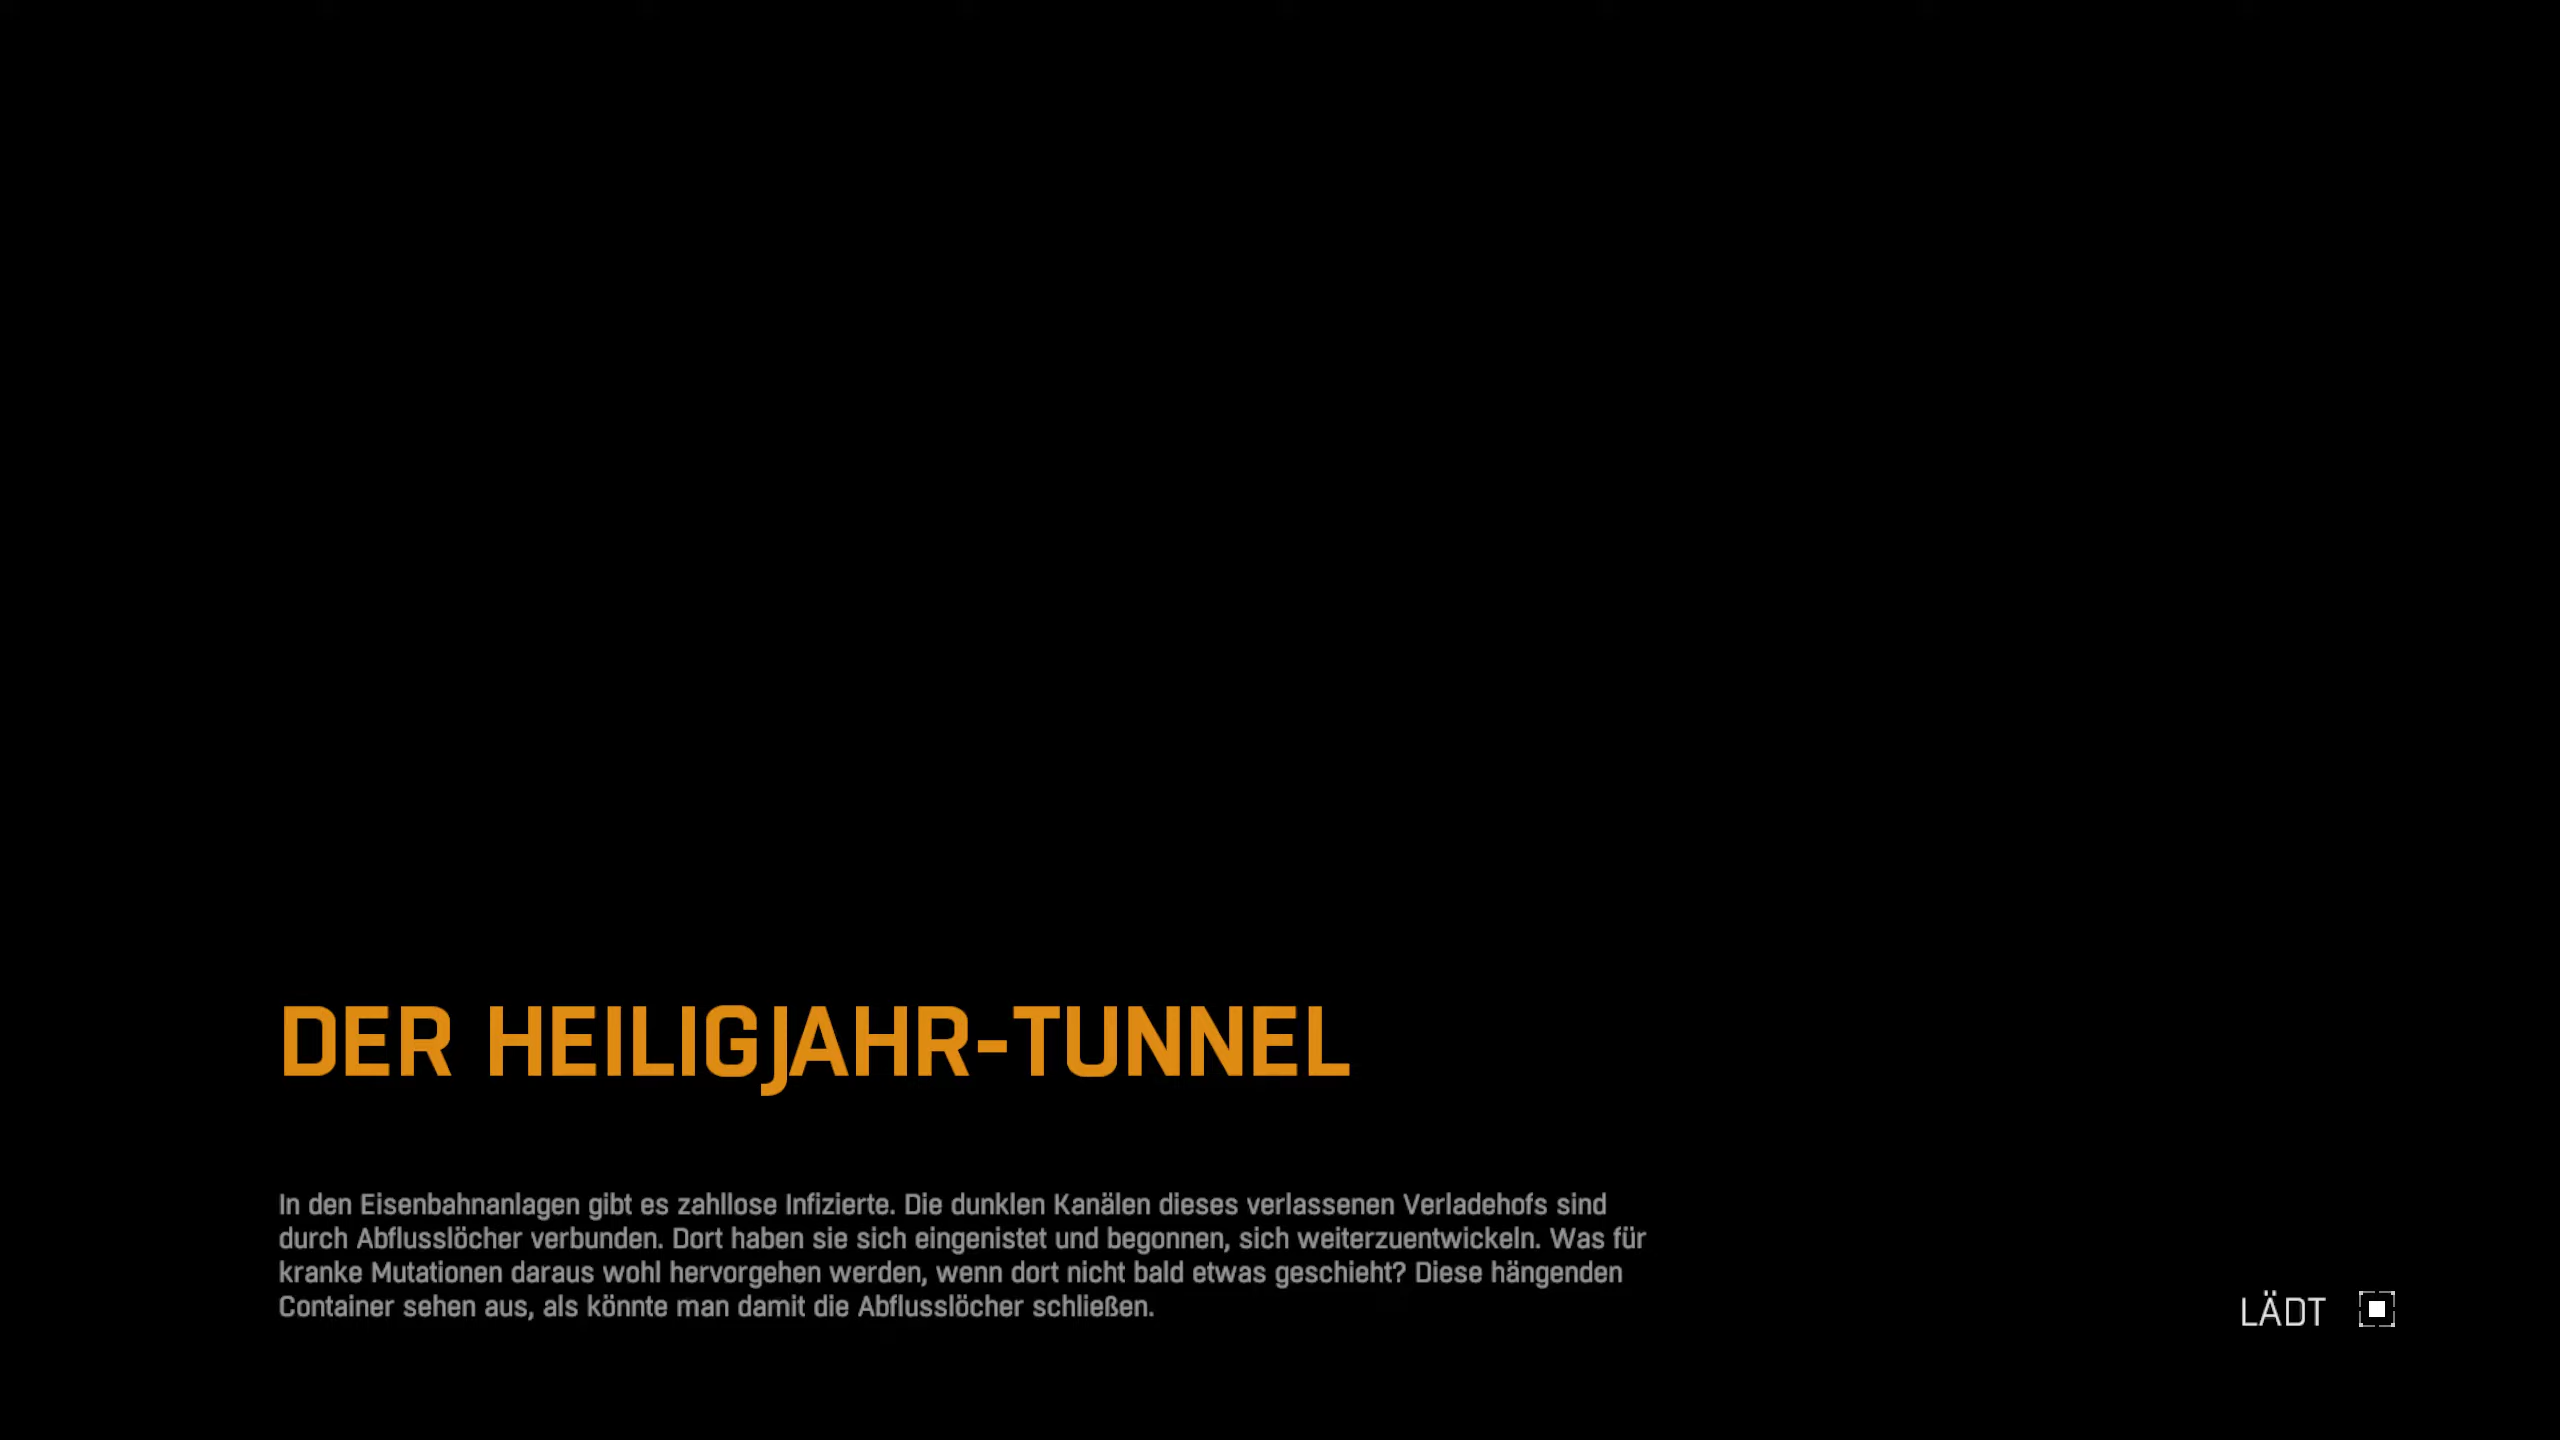 DER HEILIGJAHR-TUNNEL
In den Eisenbahnanlagen gibt es zahllose Infizierte. Die dunklen Kanälen dieses verlassenen Verladehofs sind
durch Abflusslöcher verbunden. Dort haben sie sich eingenistet und begonnen, sich weiterzuentwickeln. Was für
kranke Mutationen daraus wohl hervorgehen werden, wenn dort nicht bald etwas geschieht? Diese hängenden
Container sehen aus, als könnte man damit die Abflusslöcher schließen.
LÄDT